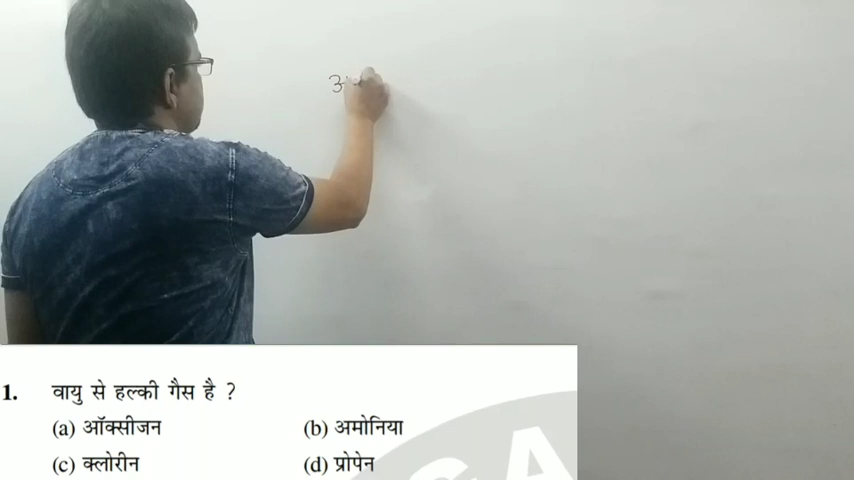 1. वायु से हल्की गैस है ?
(a) ऑक्सीजन (b) अमोनिया
(c) क्लोरीन (d) प्रोपेन